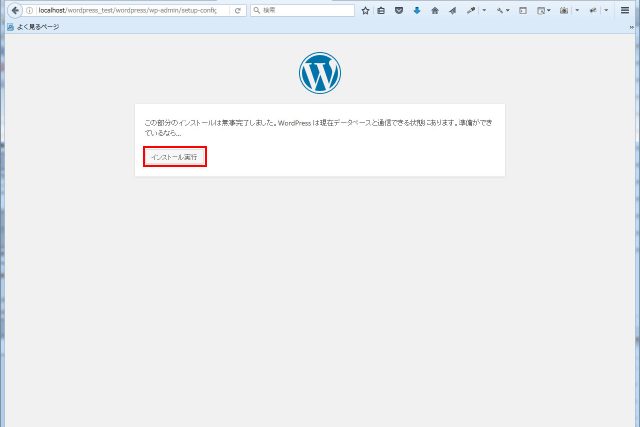 localhost/wordpress_test/wordpress/wp-admin/setup-config
検索
よく見るページ
この部分のインストールは無事完了しました。WordPress は現在データベースと通信できる状態にあります。準備ができ
ているなら…
インストール実行